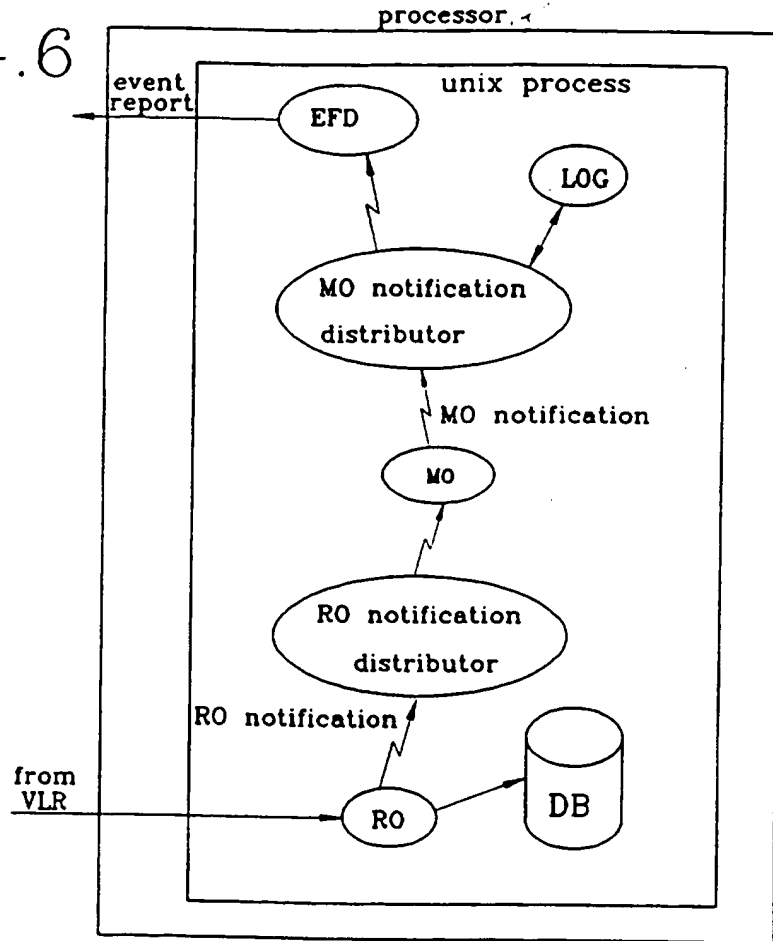 processor
.6
event
report
unix process
EFD
LOG
MO notification
distributor
MO notification
MO
RO notification
distributor
RO notification
from
VLR
RO
DB